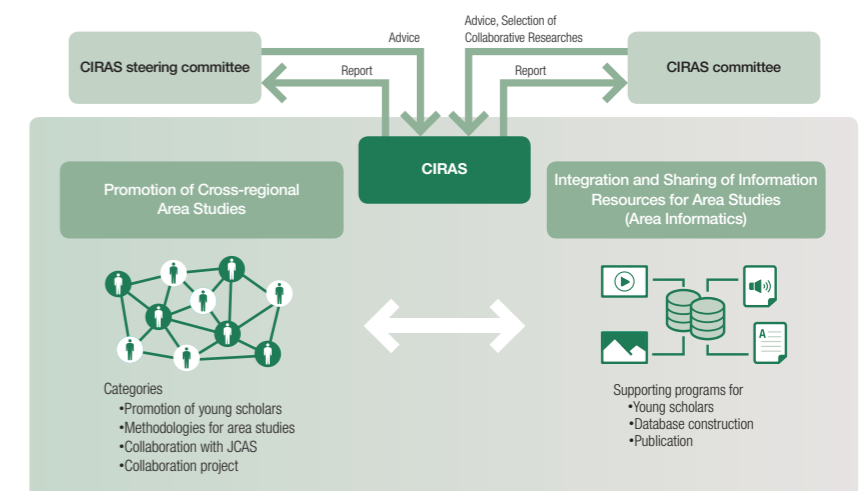 Advice, Selection of
Collaborative Researches
Advice
CIRAS steering committee
Report
Report
CIRAS committee
CIRAS
Promotion of Cross-regional
Area Studies
Integration and Sharing of Information
Resources for Area Studies
(Area Informatics)
A
Categories
•Promotion of young scholars
•Methodologies for area studies
•Collaboration with JCAS
•Collaboration project
Supporting programs for
•Young scholars
•Database construction
•Publication